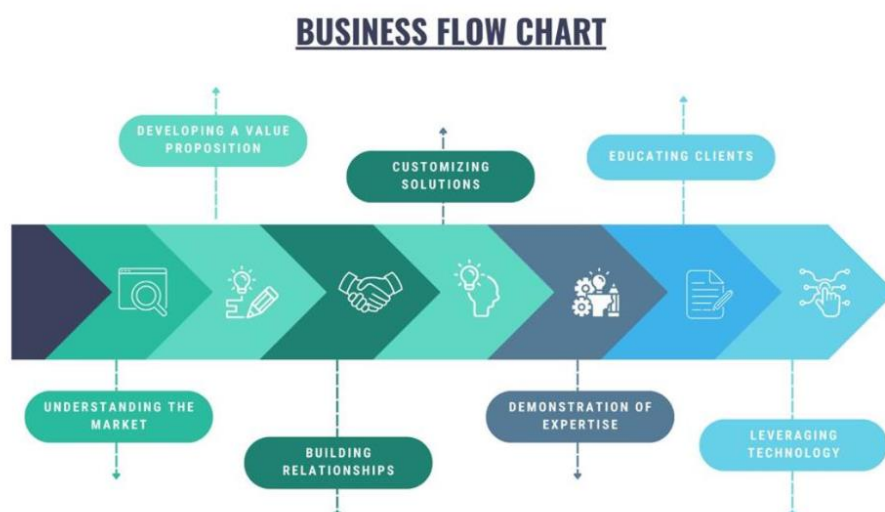 BUSINESS FLOW CHART
DEVELOPING A VALUE
PROPOSITION
CUSTOMIZING
SOLUTIONS
EDUCATING CLIENTS
UNDERSTANDING THE
MARKET
BUILDING
RELATIONSHIPS
DEMONSTRATION OF
EXPERTISE
LEVERAGING
TECHNOLOGY